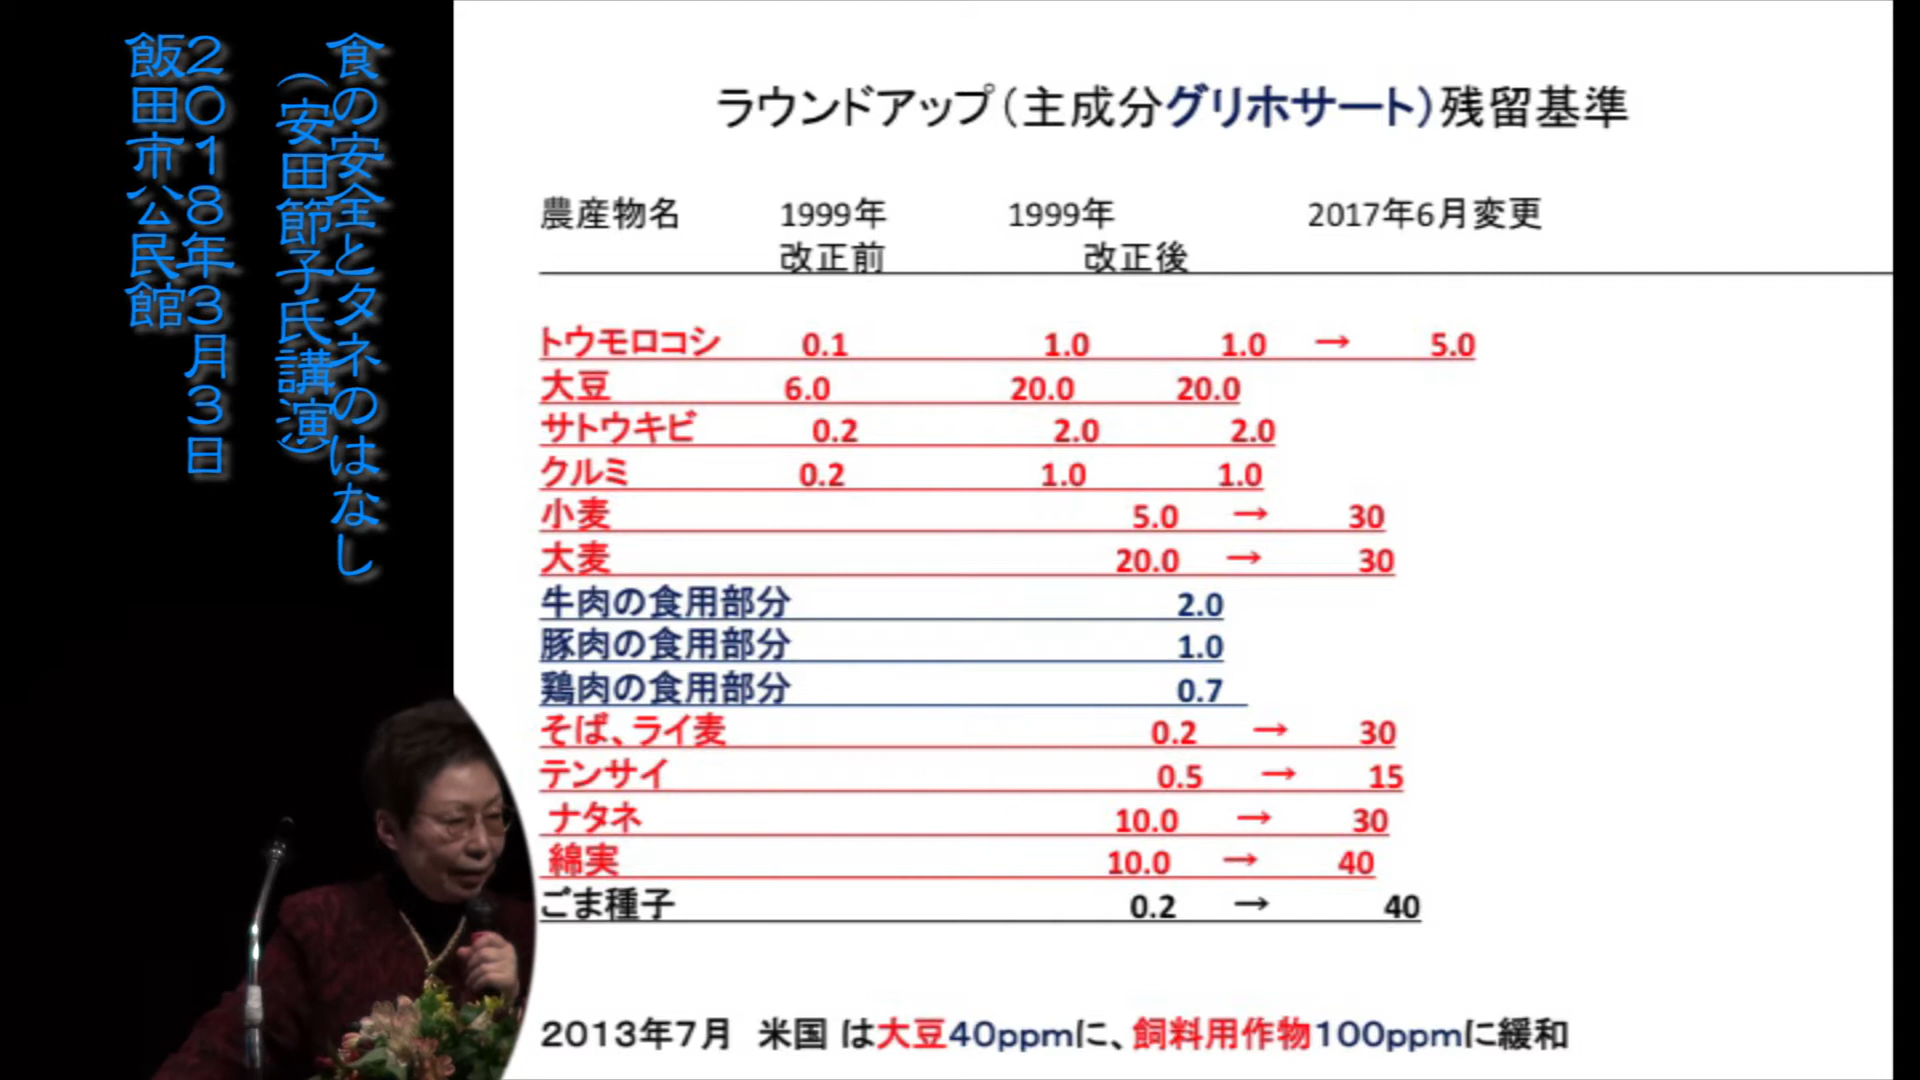 食の安全とタネのはなし
（安田節子氏講演）
２０１８年３月３日
飯田市公民館
ラウンドアップ（主成分グリホサート）残留基準
農産物名 1999年 1999年 2017年6月変更
改正前 改正後
トウモロコシ 0.1 1.0 1.0 → 5.0
大豆 6.0 20.0 20.0
サトウキビ 0.2 2.0 2.0
クルミ 0.2 1.0 1.0
小麦 5.0 → 30
大麦 20.0 → 30
牛肉の食用部分 2.0
豚肉の食用部分 1.0
鶏肉の食用部分 0.7
そば、ライ麦 0.2 → 30
テンサイ 0.5 → 15
ナタネ 10.0 → 30
綿実 10.0 → 40
ごま種子 0.2 → 40
２０１３年７月 米国 は大豆４０ｐｐｍに、飼料用作物１００ｐｐｍに緩和